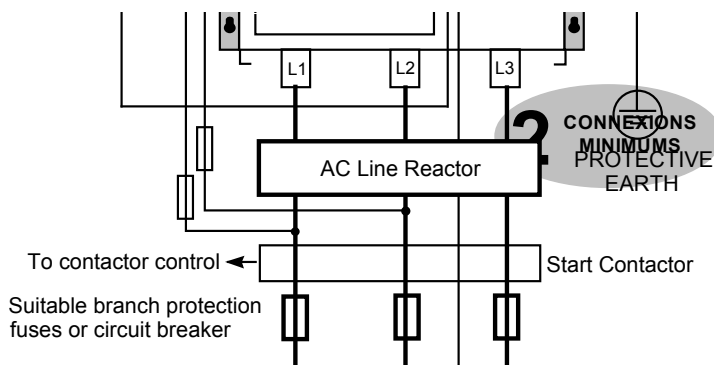 L1
L2
L3
2
CONNEXIONS
MINIMUMS
PROTECTIVE
EARTH
AC Line Reactor
To contactor control
Start Contactor
Suitable branch protection
fuses or circuit breaker